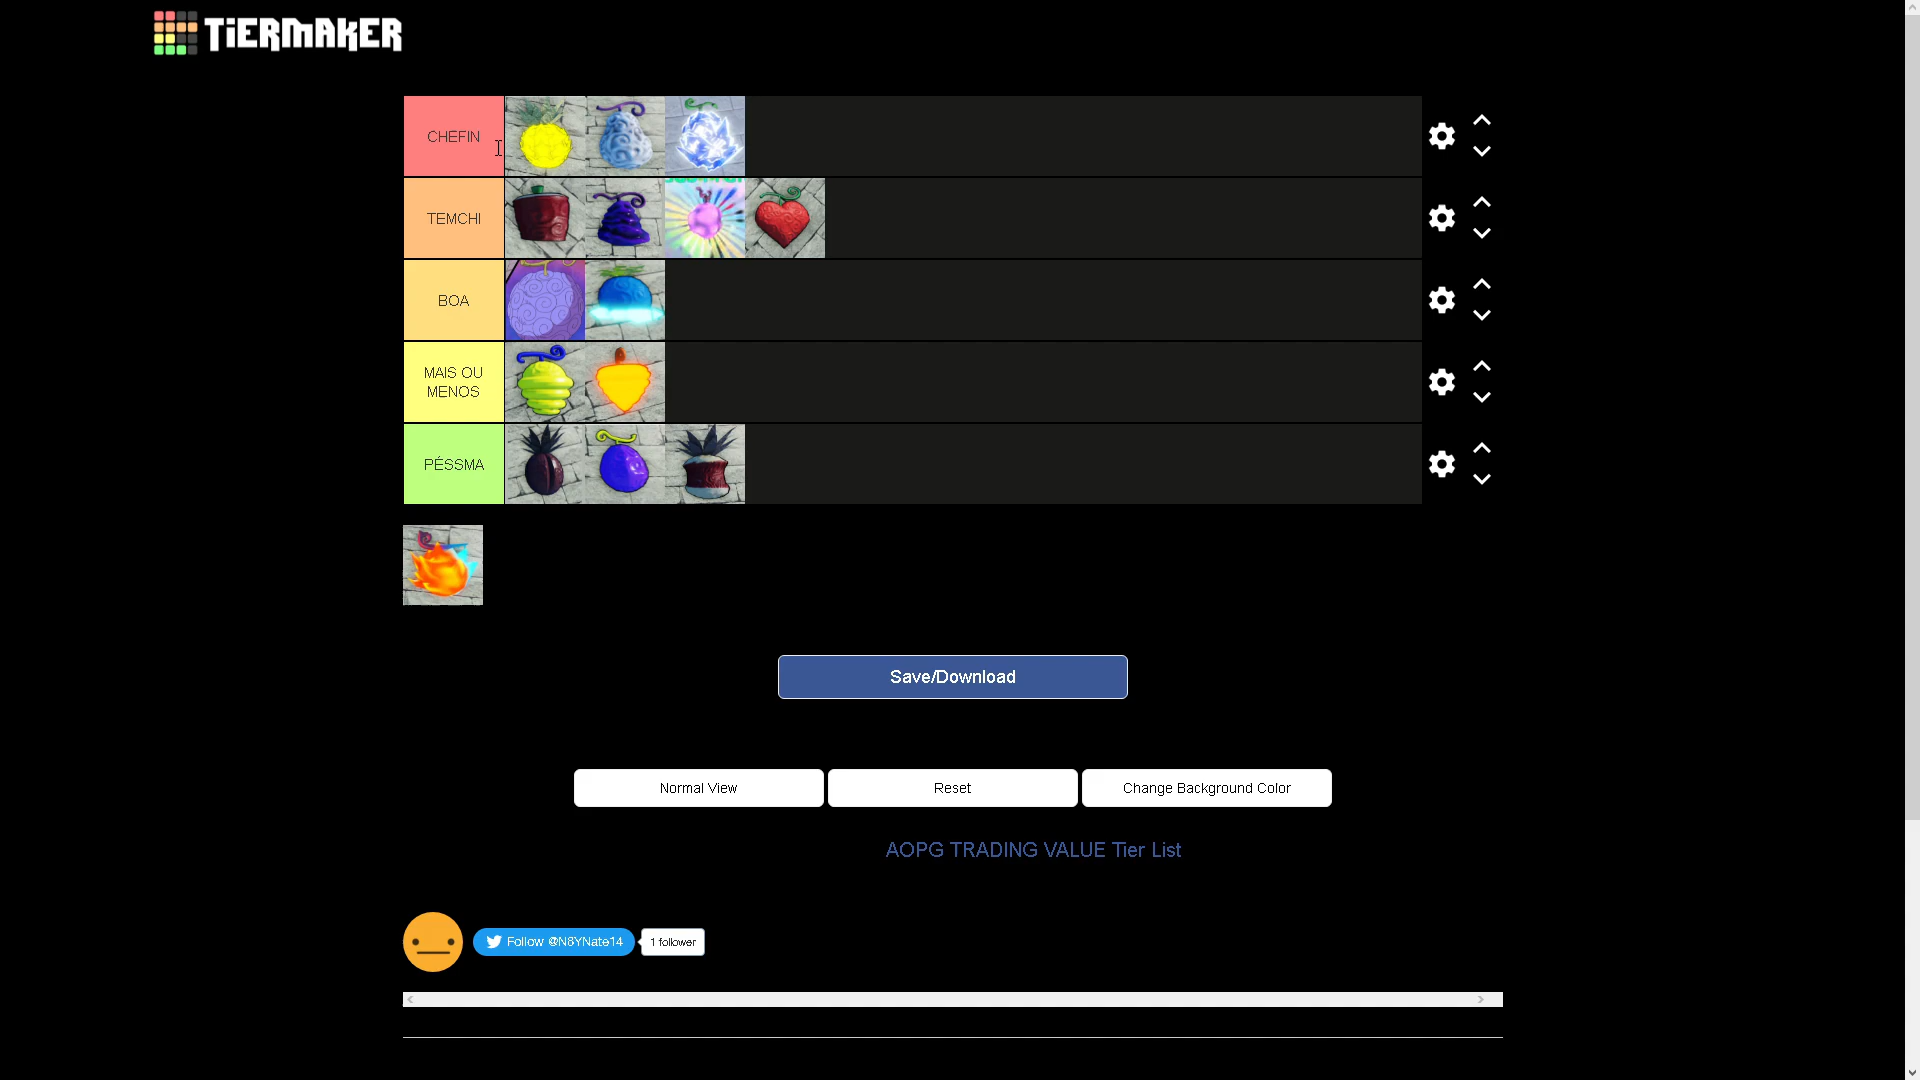 TIERMAKER
CHEFIN
TEMCHI
BOA
MAIS OU
MENOS
PÉSSMA
Save/Download
Normal View
Reset
Change Background Color
AOPG TRADING VALUE Tier List
Follow @N8YNate14
1 follower